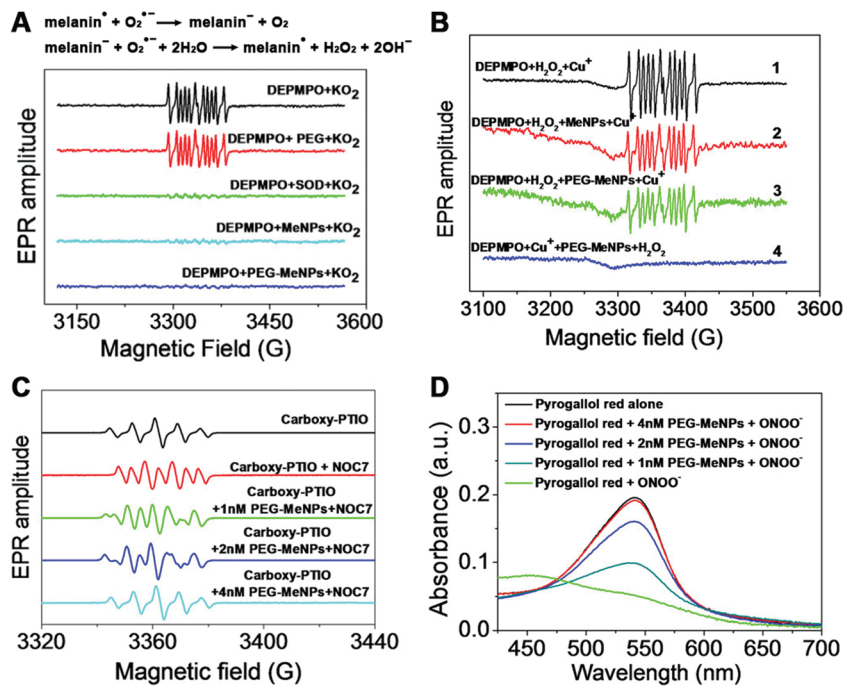 A
melanin• + O₂•⁻ → melanin⁻ + O₂
melanin⁻ + O₂•⁻ + 2H₂O → melanin• + H₂O₂ + 2OH⁻
DEPMPO+KO₂
DEPMPO+ PEG+KO₂
DEPMPO+SOD+KO₂
DEPMPO+MeNPs+KO₂
DEPMPO+PEG-MeNPs+KO₂
EPR amplitude
3150 3300 3450 3600
Magnetic Field (G)
B
DEPMPO+H₂O₂+Cu⁺ 1
DEPMPO+H₂O₂+MeNPs+Cu⁺ 2
DEPMPO+H₂O₂+PEG-MeNPs+Cu⁺ 3
DEPMPO+Cu⁺+PEG-MeNPs+H₂O₂ 4
EPR amplitude
3100 3200 3300 3400 3500 3600
Magnetic field (G)
C
Carboxy-PTIO
Carboxy-PTIO + NOC7
Carboxy-PTIO
+1nM PEG-MeNPs+NOC7
Carboxy-PTIO
+2nM PEG-MeNPs+NOC7
Carboxy-PTIO
+4nM PEG-MeNPs+NOC7
EPR amplitude
3320 3360 3400 3440
Magnetic field (G)
D
Pyrogallol red alone
Pyrogallol red + 4nM PEG-MeNPs + ONOO⁻
Pyrogallol red + 2nM PEG-MeNPs + ONOO⁻
Pyrogallol red + 1nM PEG-MeNPs + ONOO⁻
Pyrogallol red + ONOO⁻
Absorbance (a.u.)
0.3
0.2
0.1
0.0
450 500 550 600 650 700
Wavelength (nm)